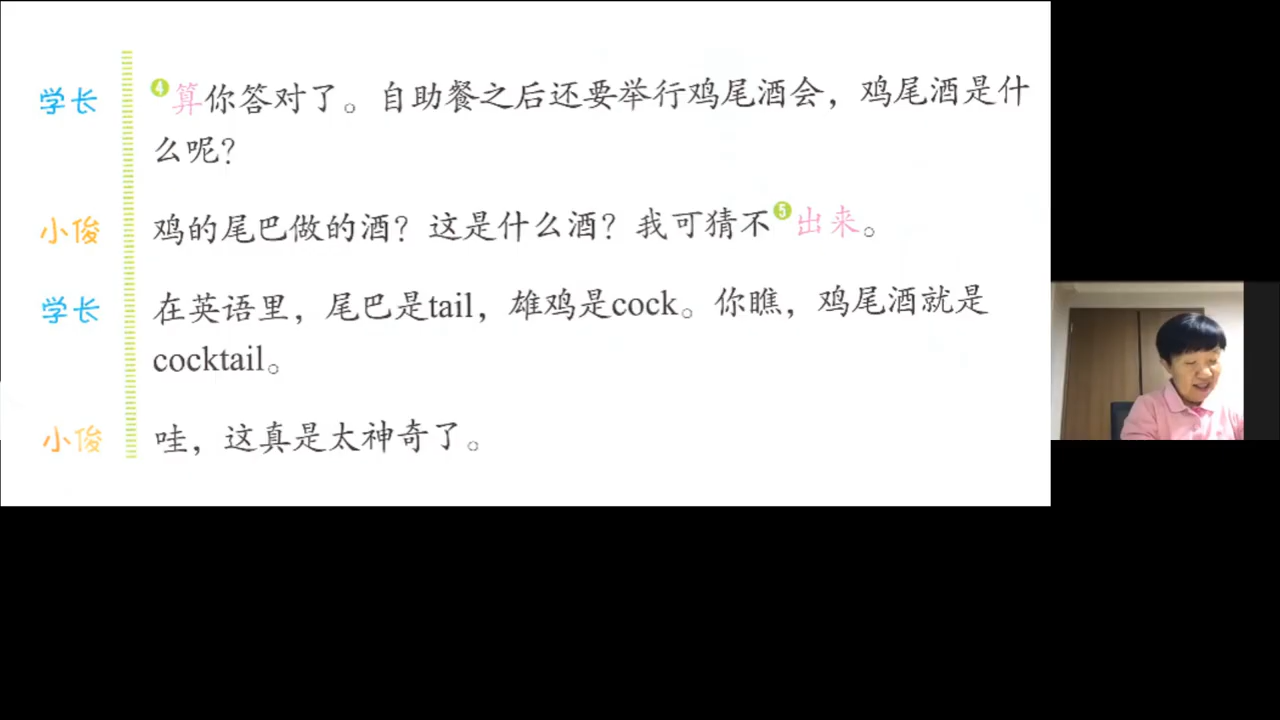 学长 ④算你答对了。自助餐之后还要举行鸡尾酒会，鸡尾酒是什
么呢？
小俊 鸡的尾巴做的酒？这是什么酒？我可猜不⑤出来。
学长 在英语里，尾巴是tail，雄鸡是cock。你瞧，鸡尾酒就是
cocktail。
小俊 哇，这真是太神奇了。